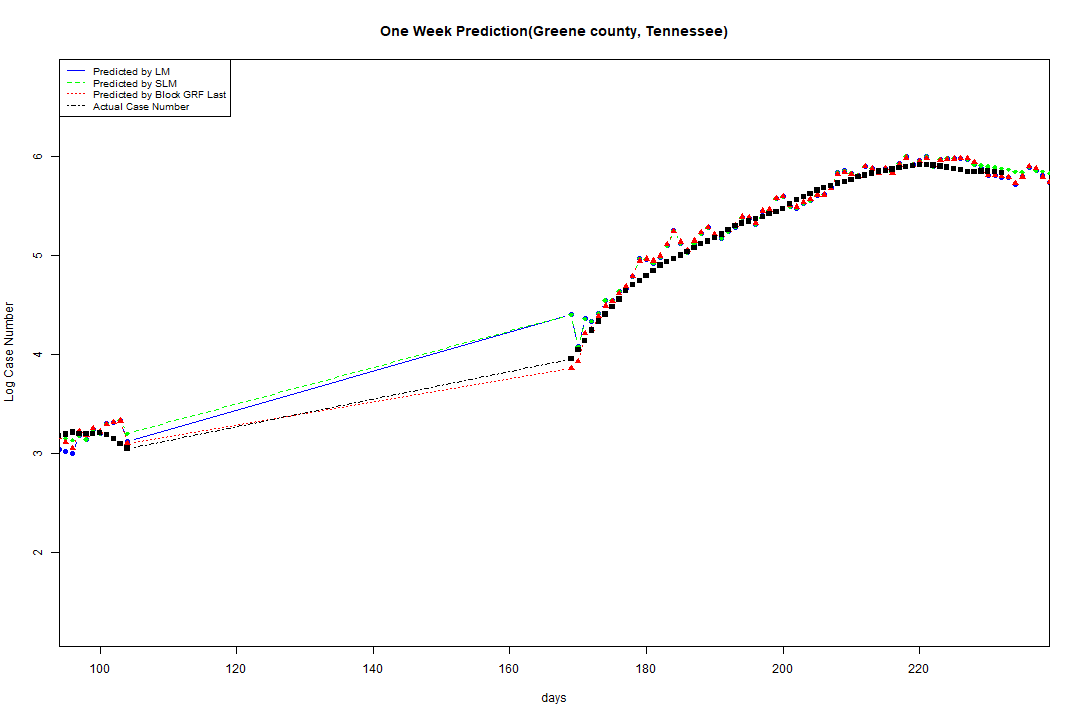 One Week Prediction(Greene county, Tennessee)
Predicted by LM
Predicted by SLM
Predicted by Block GRF Last
Actual Case Number
6
5
4
3
2
Log Case Number
100 120 140 160 180 200 220
days